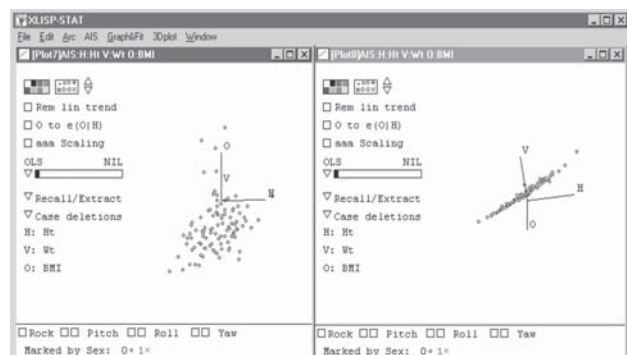 XLISP-STAT
File Edit Arc AIS Graph&Fit 3Dplot Window
[Plot7]AIS:H:Ht V:Wt O:BMI
Rem lin trend
O to e(O|H)
aaa Scaling
OLS NIL
Recall/Extract
Case deletions
H: Ht
V: Wt
O: BMI
O
V
H
Rock Pitch Roll Yaw
Marked by Sex: 0 1
[Plot8]AIS:H:Ht V:Wt O:BMI
Rem lin trend
O to e(O|H)
aaa Scaling
OLS NIL
Recall/Extract
Case deletions
H: Ht
V: Wt
O: BMI
V
H
O
Rock Pitch Roll Yaw
Marked by Sex: 0 1